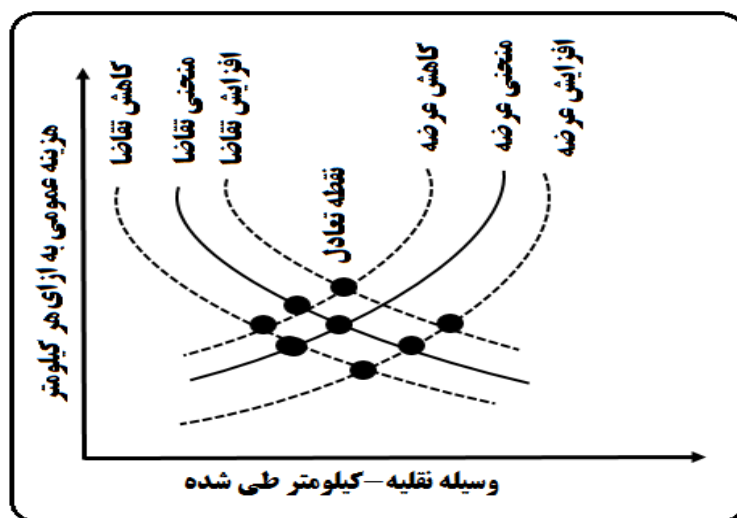 کاهش تقاضا
منحنی تقاضا
افزایش تقاضا
نقطه تعادل
کاهش عرضه
منحنی عرضه
افزایش عرضه
هزینه عمومی به ازای هر کیلومتر
وسیله نقلیه-کیلومتر طی شده